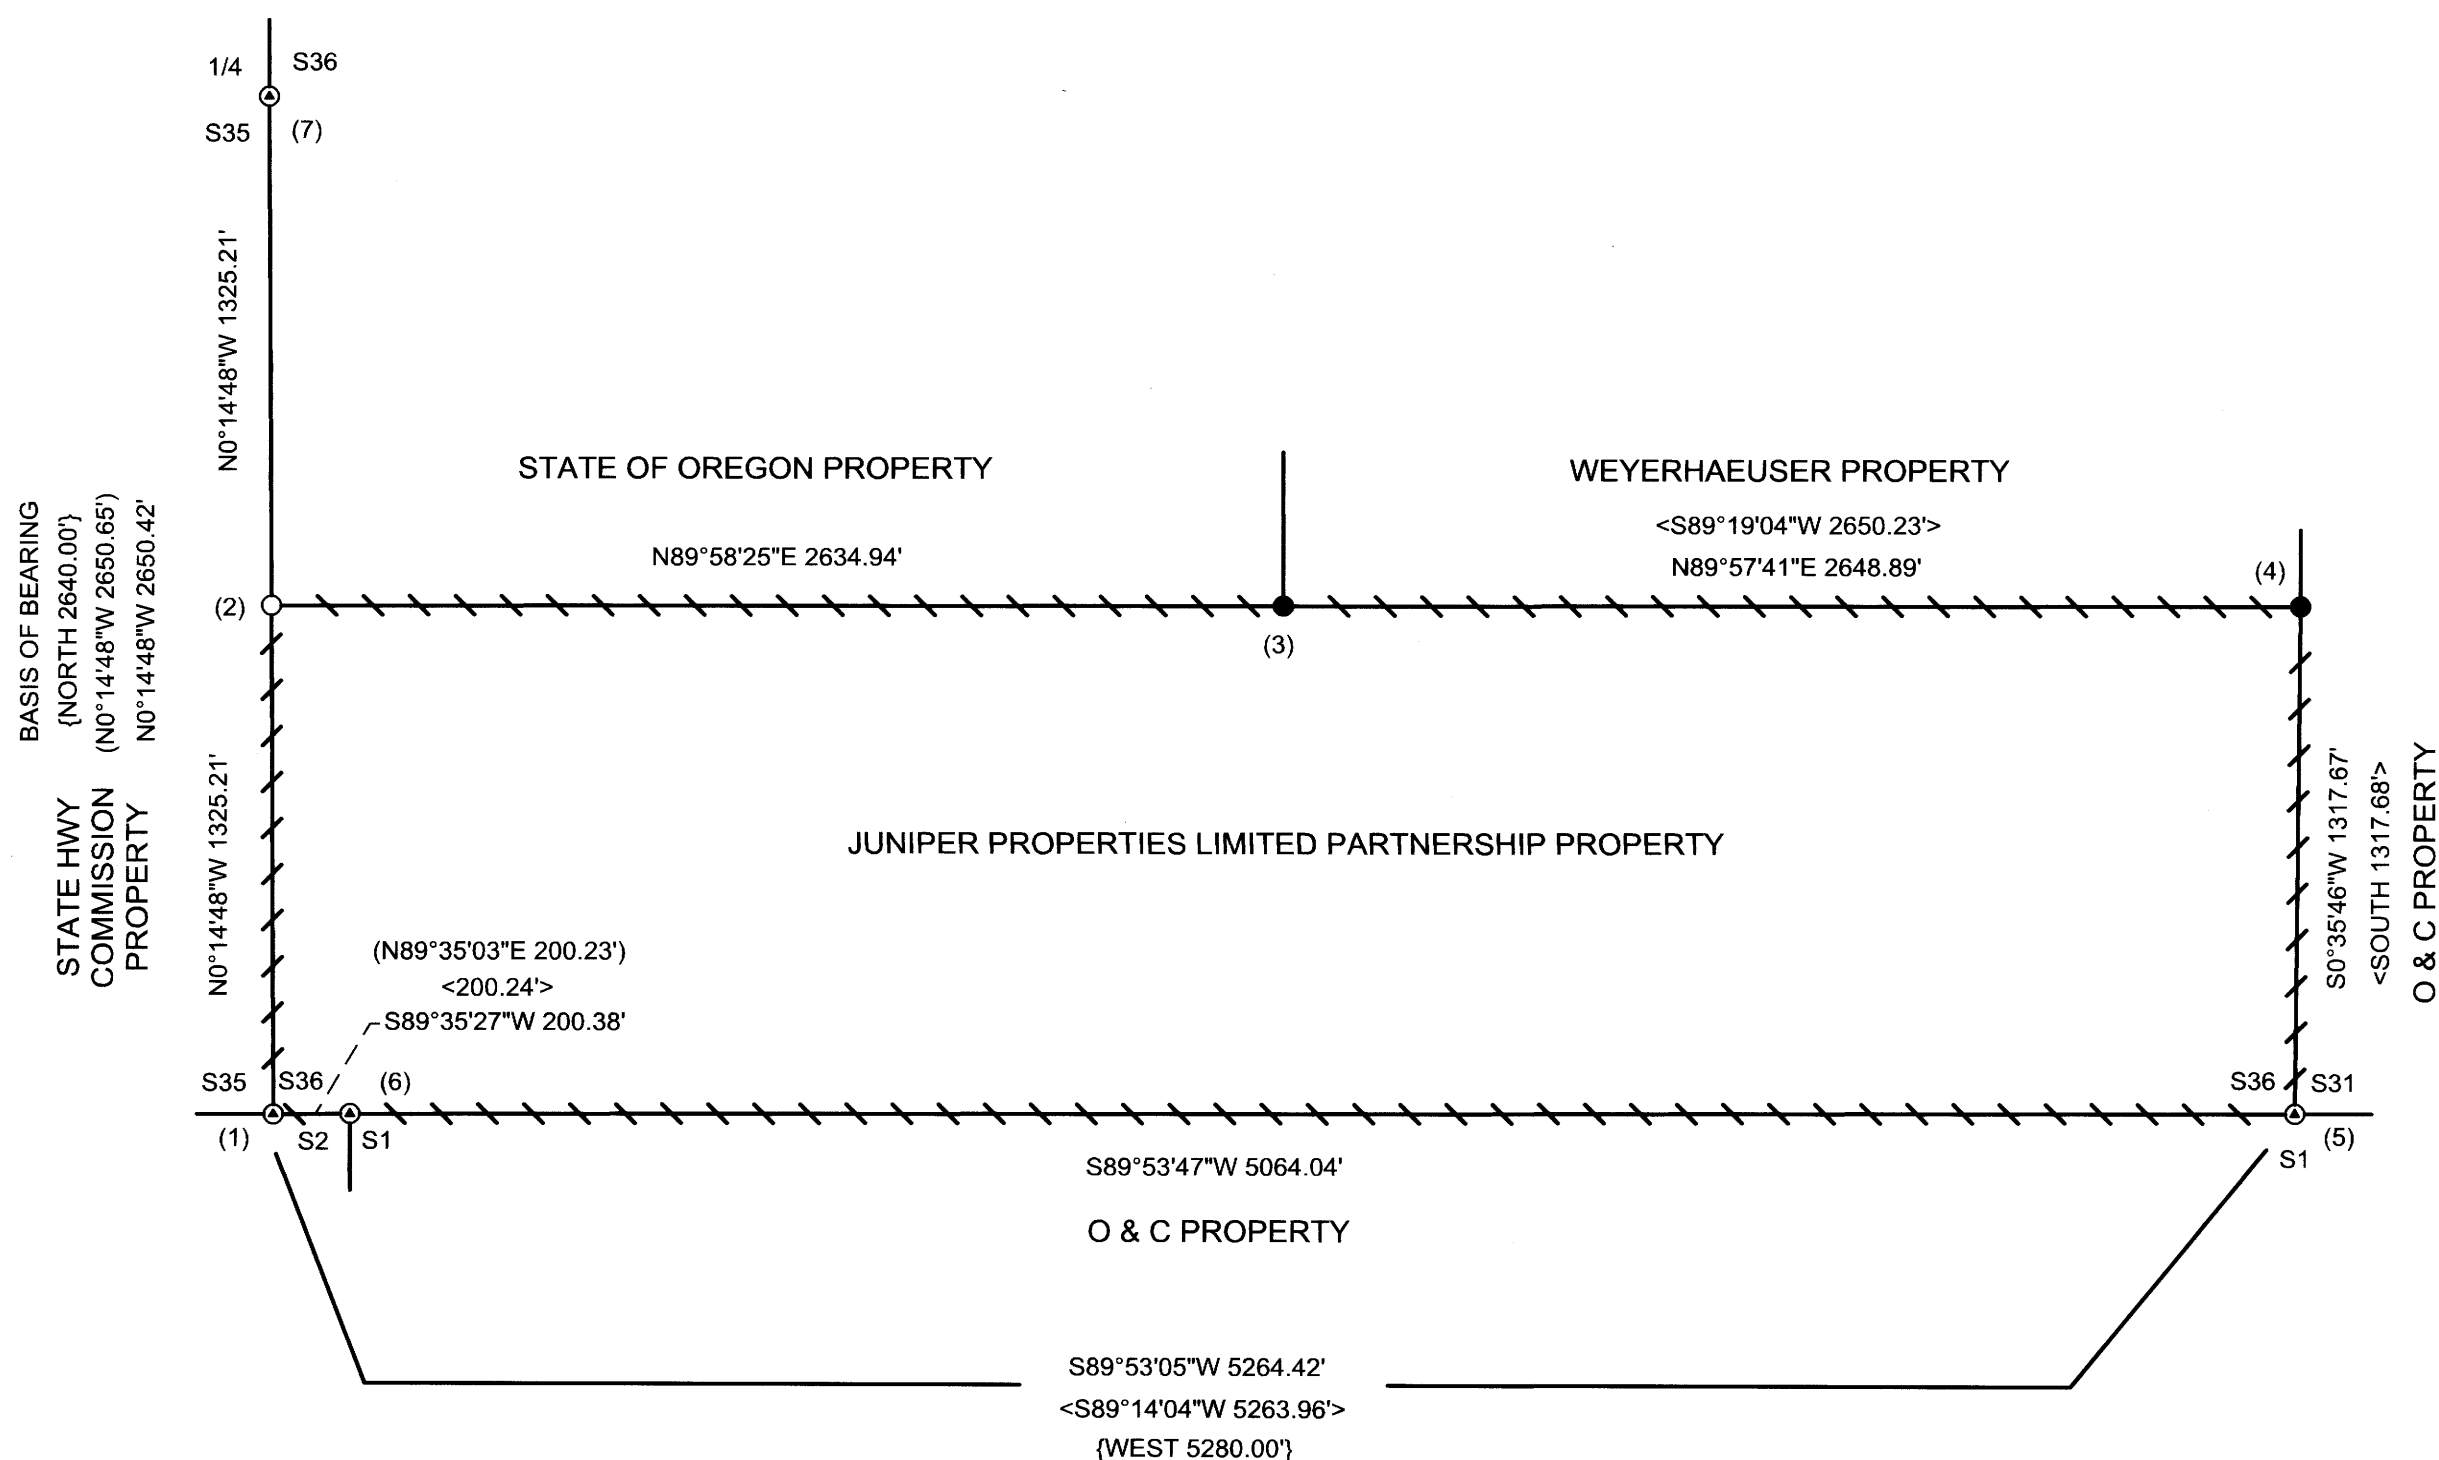 1/4
S36
S35
(7)
N0°14'48"W 1325.21'
STATE OF OREGON PROPERTY
WEYERHAEUSER PROPERTY
<S89°19'04"W 2650.23'>
N89°58'25"E 2634.94'
N89°57'41"E 2648.89'
(4)
(2)
(3)
BASIS OF BEARING
{NORTH 2640.00'}
(N0°14'48"W 2650.65')
N0°14'48"W 2650.42'
STATE HWY
COMMISSION
PROPERTY
N0°14'48"W 1325.21'
JUNIPER PROPERTIES LIMITED PARTNERSHIP PROPERTY
S0°35'46"W 1317.67'
<SOUTH 1317.68'>
O & C PROPERTY
(N89°35'03"E 200.23')
<200.24'>
S89°35'27"W 200.38'
S35
S36
(6)
S36
S31
(1)
S2
S1
S1
(5)
S89°53'47"W 5064.04'
O & C PROPERTY
S89°53'05"W 5264.42'
<S89°14'04"W 5263.96'>
{WEST 5280.00'}